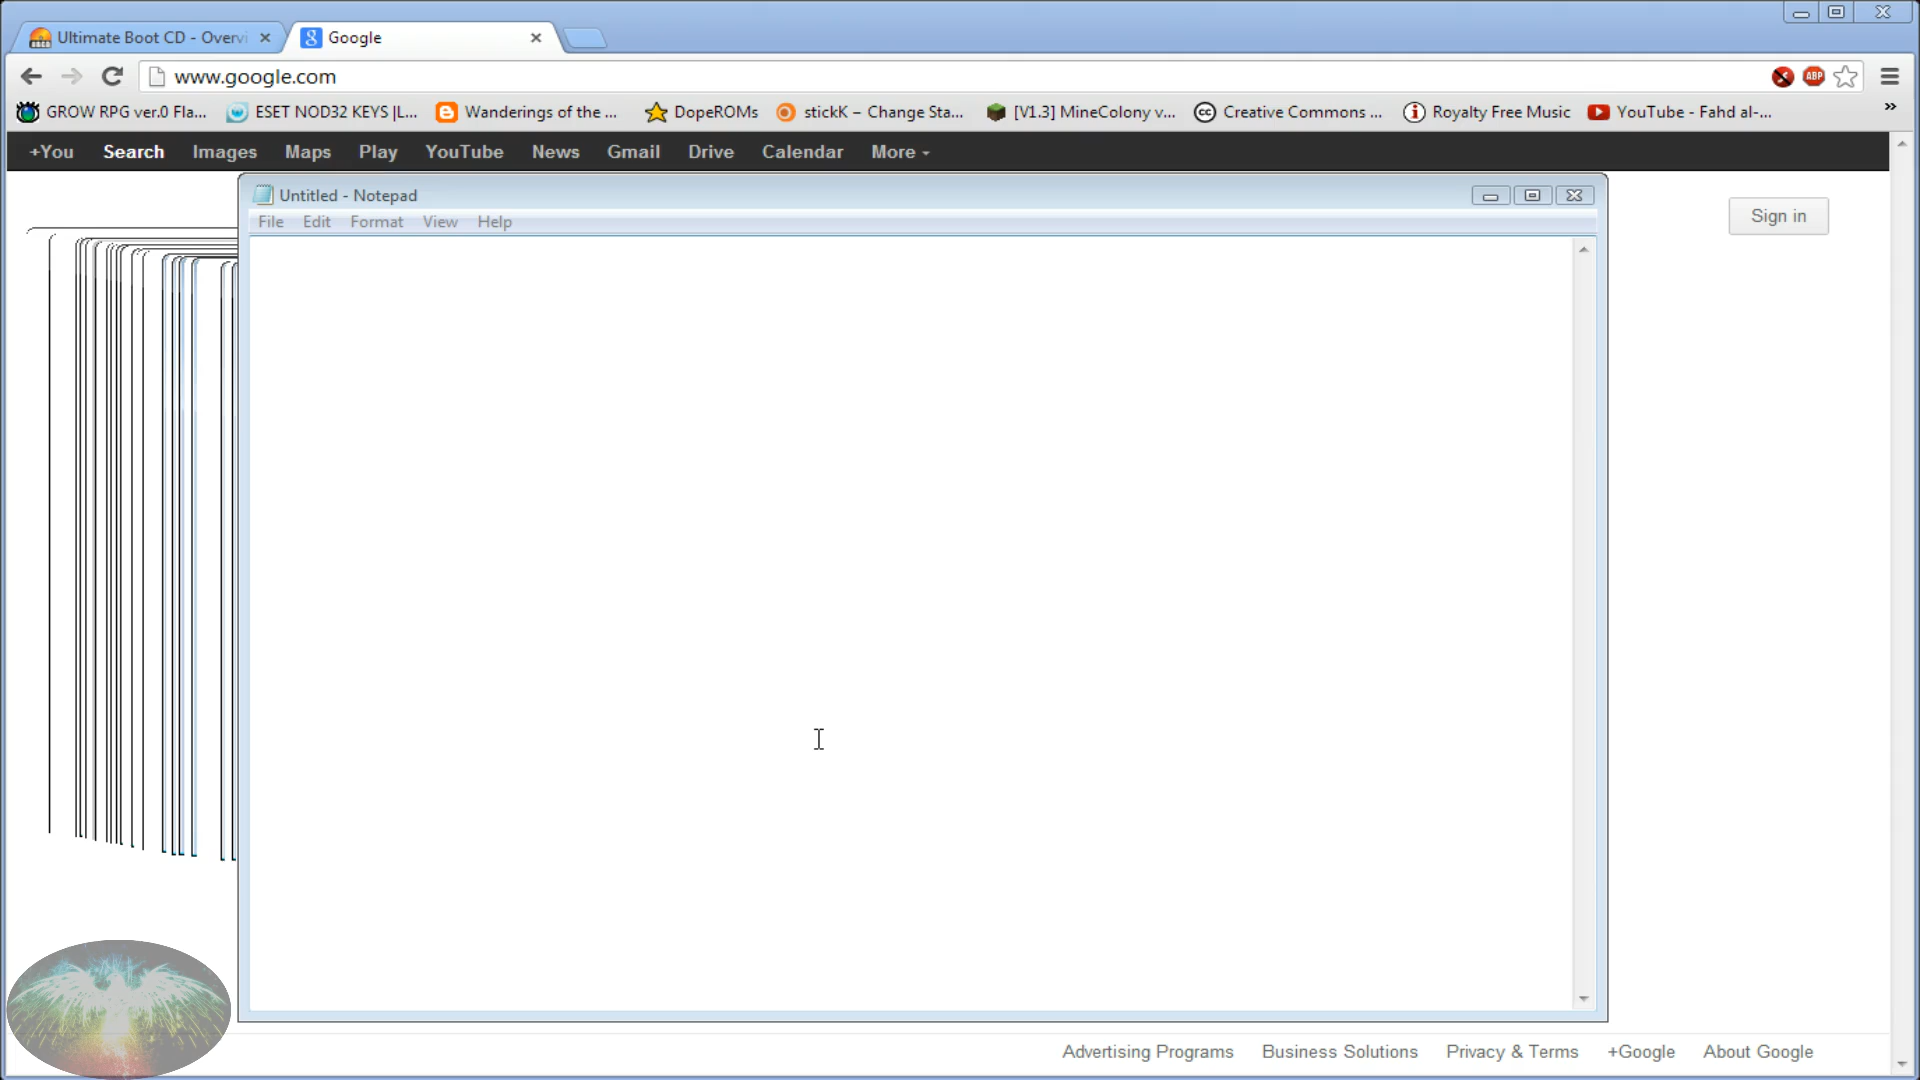 Ultimate Boot CD - Overvi
Google
www.google.com
ABP
GROW RPG ver.0 Fla... ESET NOD32 KEYS |L... Wanderings of the ... DopeROMs stickK – Change Sta... [V1.3] MineColony v... Creative Commons ... Royalty Free Music YouTube - Fahd al-... »
+You Search Images Maps Play YouTube News Gmail Drive Calendar More
Untitled - Notepad
Sign in
File Edit Format View Help
Advertising Programs Business Solutions Privacy & Terms +Google About Google